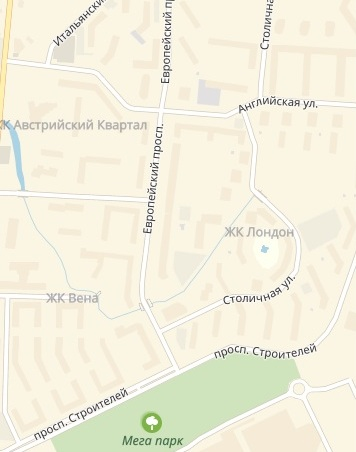 Итальянски
Европейский пр
Столичная
Английская ул.
ЖК Австрийский Квартал
Европейский просп.
ЖК Лондон
ЖК Вена
Столичная ул.
просп. Строителей
просп. Строителей
Мега парк